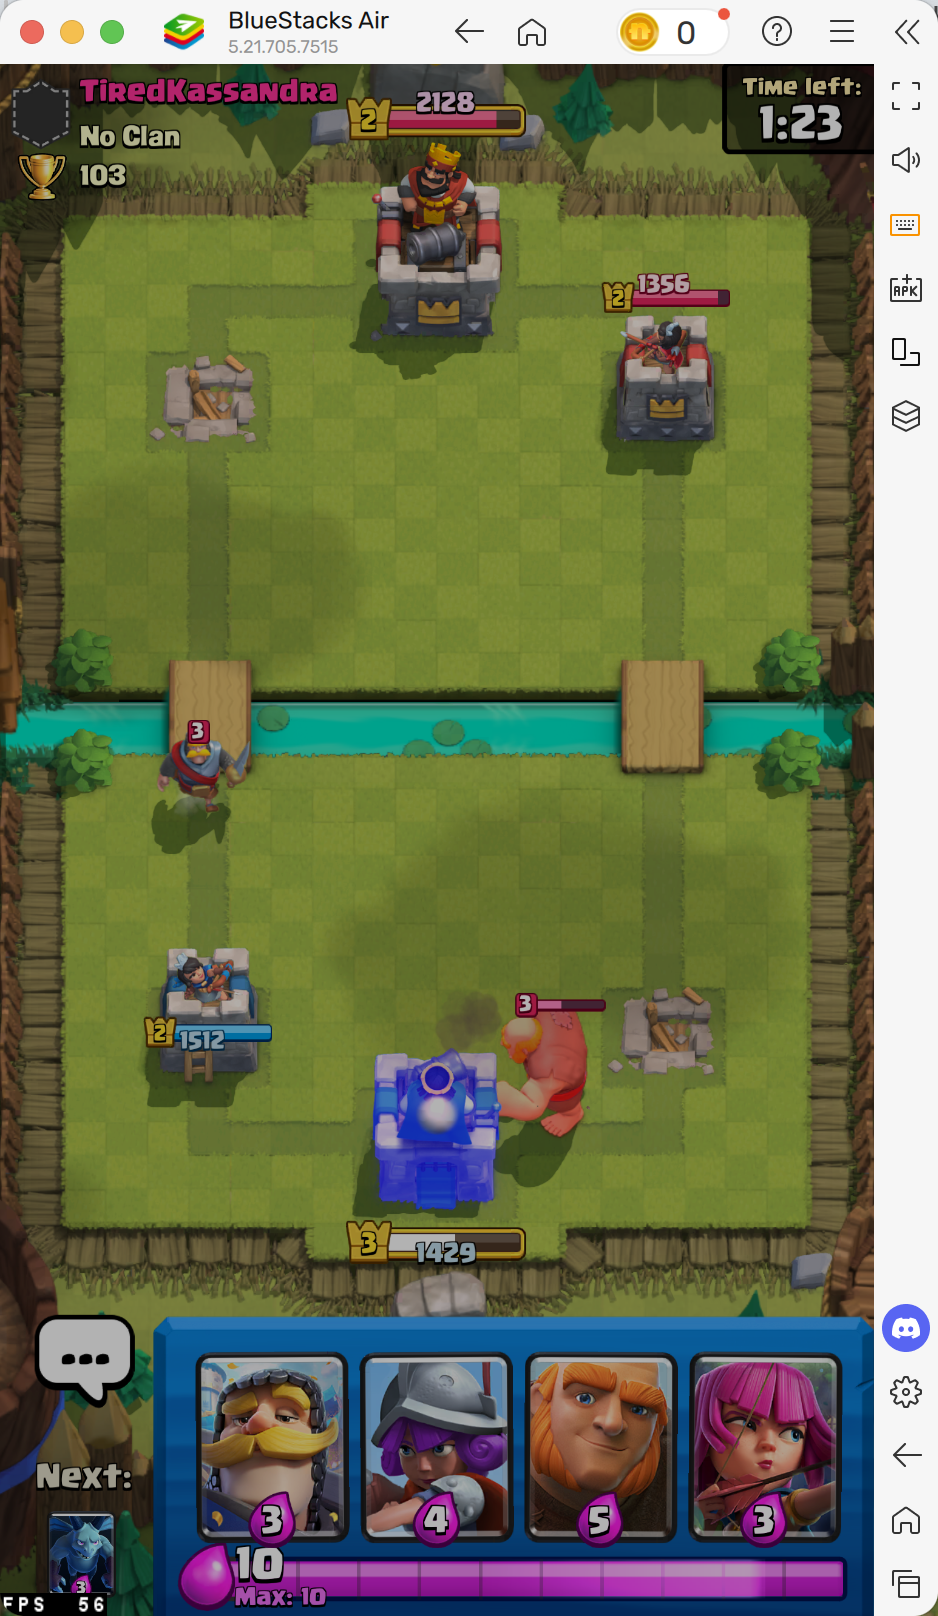 BlueStacks Air
5.21.705.7515
0
TiredKassandra
No Clan
103
2
2128
Time left:
1:23
APK
2
1356
3
2
1512
3
3
1429
Next:
3
3
4
5
3
10
Max: 10
FPS 56